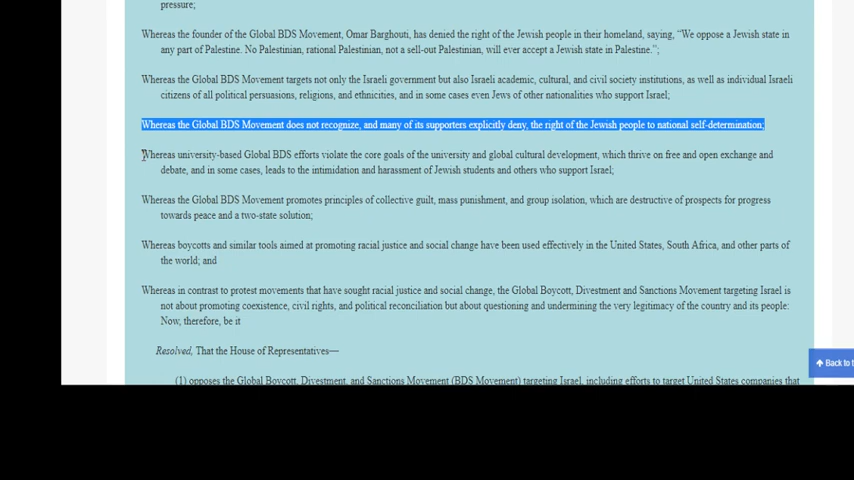 pressure;
Whereas the founder of the Global BDS Movement, Omar Barghouti, has denied the right of the Jewish people in their homeland, saying, “We oppose a Jewish state in
any part of Palestine. No Palestinian, rational Palestinian, not a sell-out Palestinian, will ever accept a Jewish state in Palestine.”;
Whereas the Global BDS Movement targets not only the Israeli government but also Israeli academic, cultural, and civil society institutions, as well as individual Israeli
citizens of all political persuasions, religions, and ethnicities, and in some cases even Jews of other nationalities who support Israel;
Whereas the Global BDS Movement does not recognize, and many of its supporters explicitly deny, the right of the Jewish people to national self-determination;
Whereas university-based Global BDS efforts violate the core goals of the university and global cultural development, which thrive on free and open exchange and
debate, and in some cases, leads to the intimidation and harassment of Jewish students and others who support Israel;
Whereas the Global BDS Movement promotes principles of collective guilt, mass punishment, and group isolation, which are destructive of prospects for progress
towards peace and a two-state solution;
Whereas boycotts and similar tools aimed at promoting racial justice and social change have been used effectively in the United States, South Africa, and other parts of
the world; and
Whereas in contrast to protest movements that have sought racial justice and social change, the Global Boycott, Divestment and Sanctions Movement targeting Israel is
not about promoting coexistence, civil rights, and political reconciliation but about questioning and undermining the very legitimacy of the country and its people:
Now, therefore, be it
Resolved, That the House of Representatives—
(1) opposes the Global Boycott, Divestment, and Sanctions Movement (BDS Movement) targeting Israel, including efforts to target United States companies that
Back to t